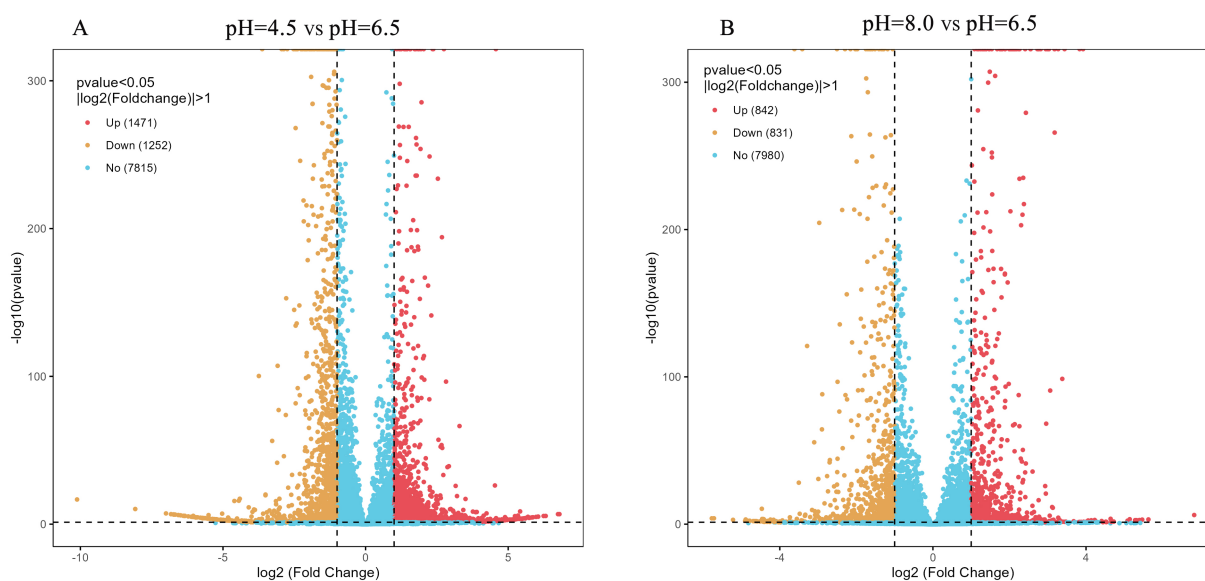 A
pH=4.5 vs pH=6.5
pvalue<0.05
|log2(Foldchange)|>1
Up (1471)
Down (1252)
No (7815)
300
200
100
0
-log10(pvalue)
-10
-5
0
5
log2 (Fold Change)
B
pH=8.0 vs pH=6.5
pvalue<0.05
|log2(Foldchange)|>1
Up (842)
Down (831)
No (7980)
300
200
100
0
-log10(pvalue)
-4
0
4
log2 (Fold Change)